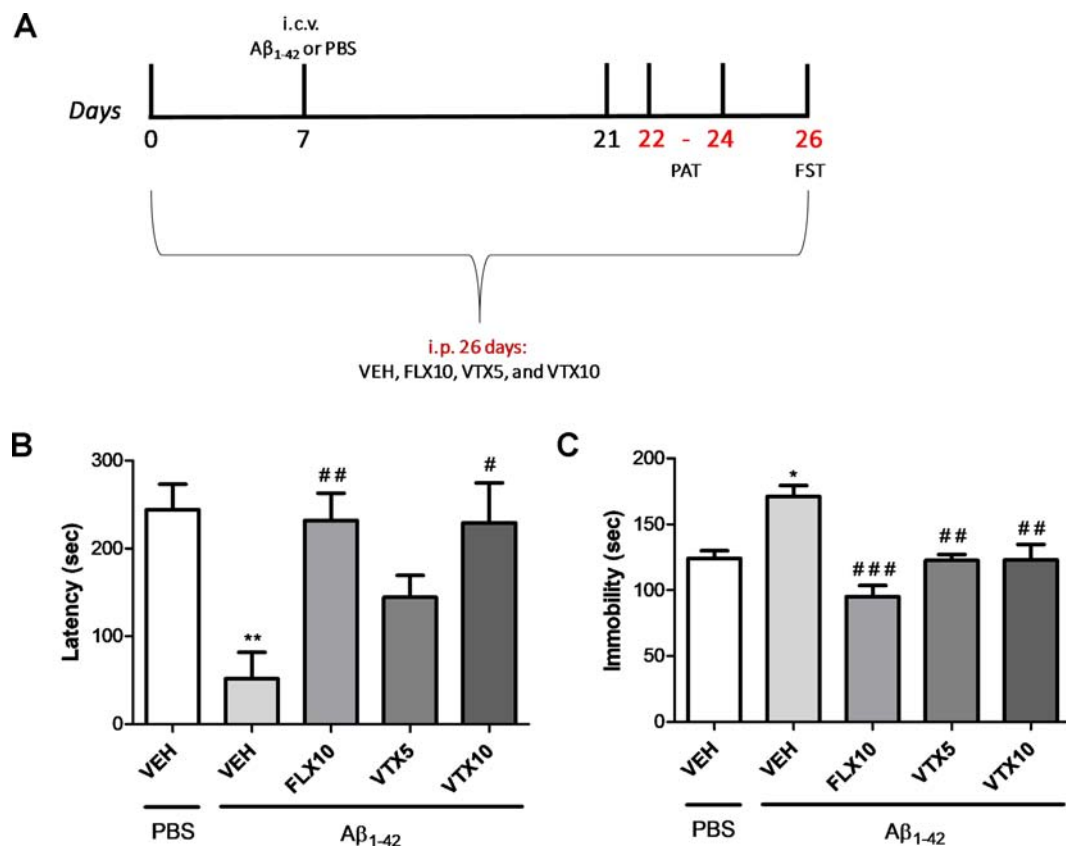 A
i.c.v.
Aβ1-42 or PBS
Days
0 7 21 22 - 24 26
PAT FST
i.p. 26 days:
VEH, FLX10, VTX5, and VTX10
B
Latency (sec)
300
200
100
0
**
##
#
VEH VEH FLX10 VTX5 VTX10
PBS Aβ1-42
C
Immobility (sec)
200
150
100
50
0
*
###
##
##
VEH VEH FLX10 VTX5 VTX10
PBS Aβ1-42